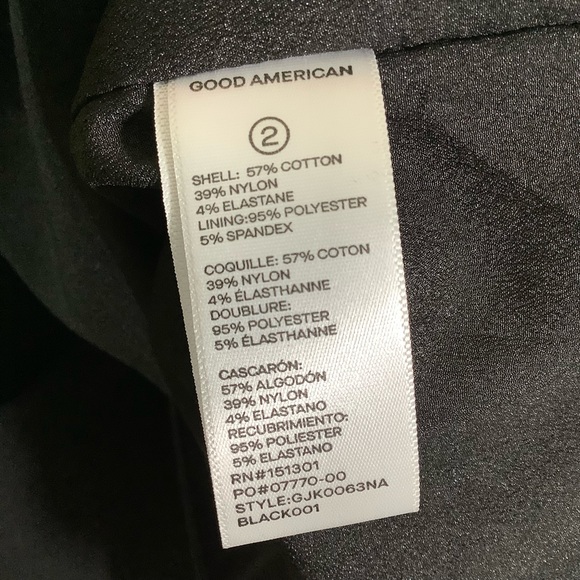 GOOD AMERICAN
2
SHELL: 57% COTTON
39% NYLON
4% ELASTANE
LINING:95% POLYESTER
5% SPANDEX
COQUILLE: 57% COTON
39% NYLON
4% ÉLASTHANNE
DOUBLURE:
95% POLYESTER
5% ÉLASTHANNE
CASCARÓN:
57% ALGODÓN
39% NYLON
4% ELASTANO
RECUBRIMIENTO:
95% POLIESTER
5% ELASTANO
RN#151301
PO#07770-00
STYLE:GJK0063NA
BLACK001